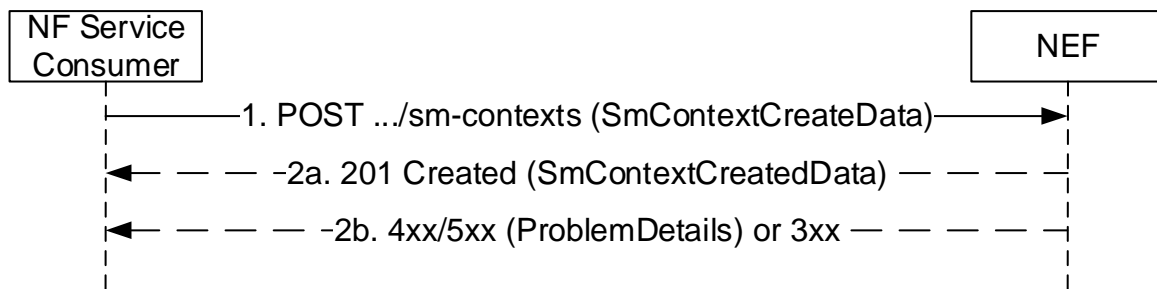 NF Service
Consumer
NEF
1. POST .../sm-contexts (SmContextCreateData)
2a. 201 Created (SmContextCreatedData)
2b. 4xx/5xx (ProblemDetails) or 3xx